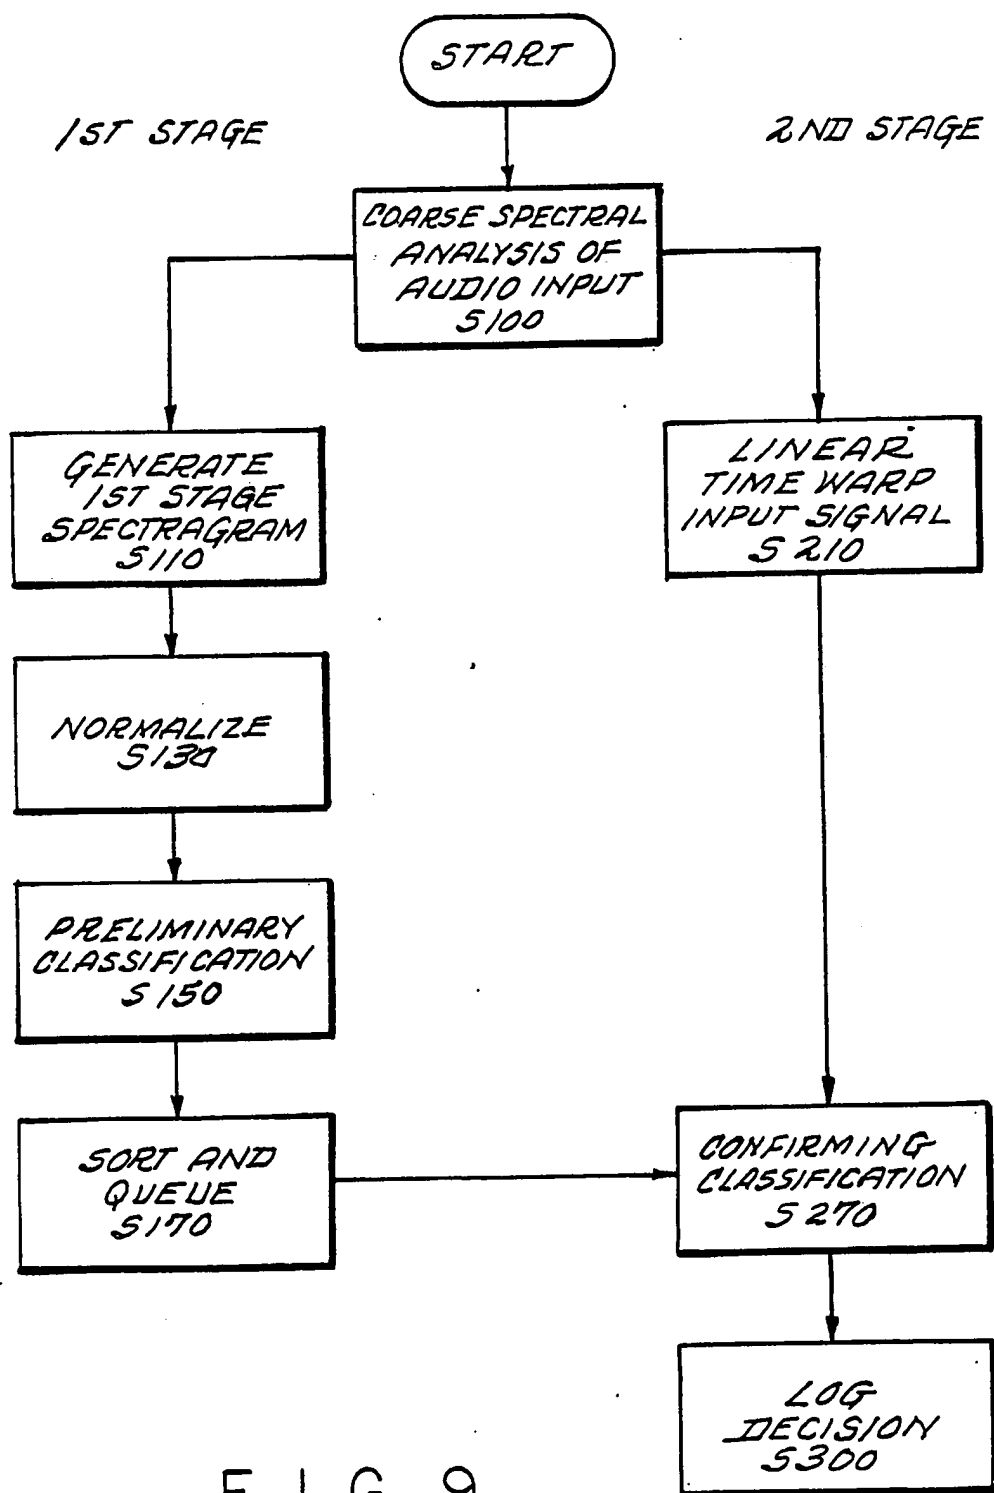 START
1ST STAGE
2ND STAGE
COARSE SPECTRAL
ANALYSIS OF
AUDIO INPUT
S100
GENERATE
1ST STAGE
SPECTRAGRAM
S110
LINEAR
TIME WARP
INPUT SIGNAL
S210
NORMALIZE
S130
PRELIMINARY
CLASSIFICATION
S150
SORT AND
QUEUE
S170
CONFIRMING
CLASSIFICATION
S270
LOG
DECISION
S300
FIG 9